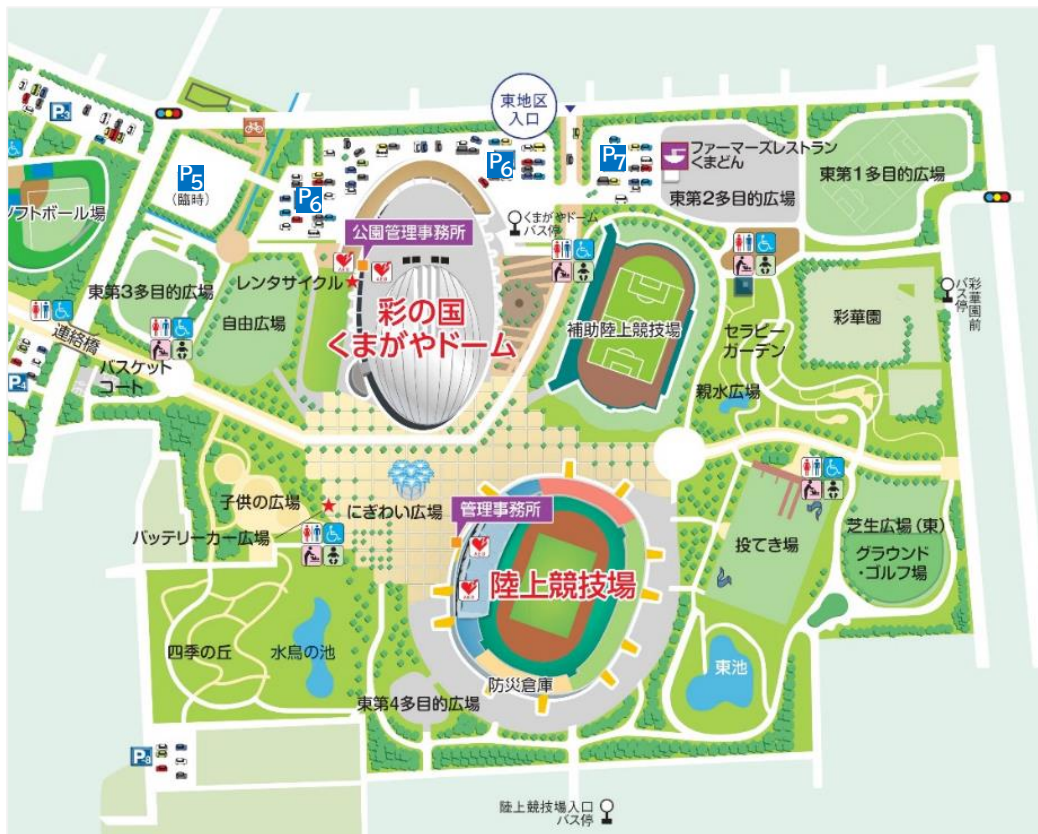 東地区
入口
P3
P5
(臨時)
P6
P6
P7
ファーマーズレストラン
くまどん
東第1多目的広場
東第2多目的広場
ソフトボール場
くまがやドーム
バス停
公園管理事務所
レンタサイクル
彩の国
くまがやドーム
東第3多目的広場
自由広場
補助陸上競技場
セラピー
ガーデン
彩華園
彩華園前
バス停
連絡橋
バスケット
コート
P4
親水広場
子供の広場
にぎわい広場
管理事務所
バッテリーカー広場
陸上競技場
投てき場
芝生広場(東)
グラウンド
・ゴルフ場
四季の丘
水鳥の池
東池
防災倉庫
東第4多目的広場
P8
陸上競技場入口
バス停